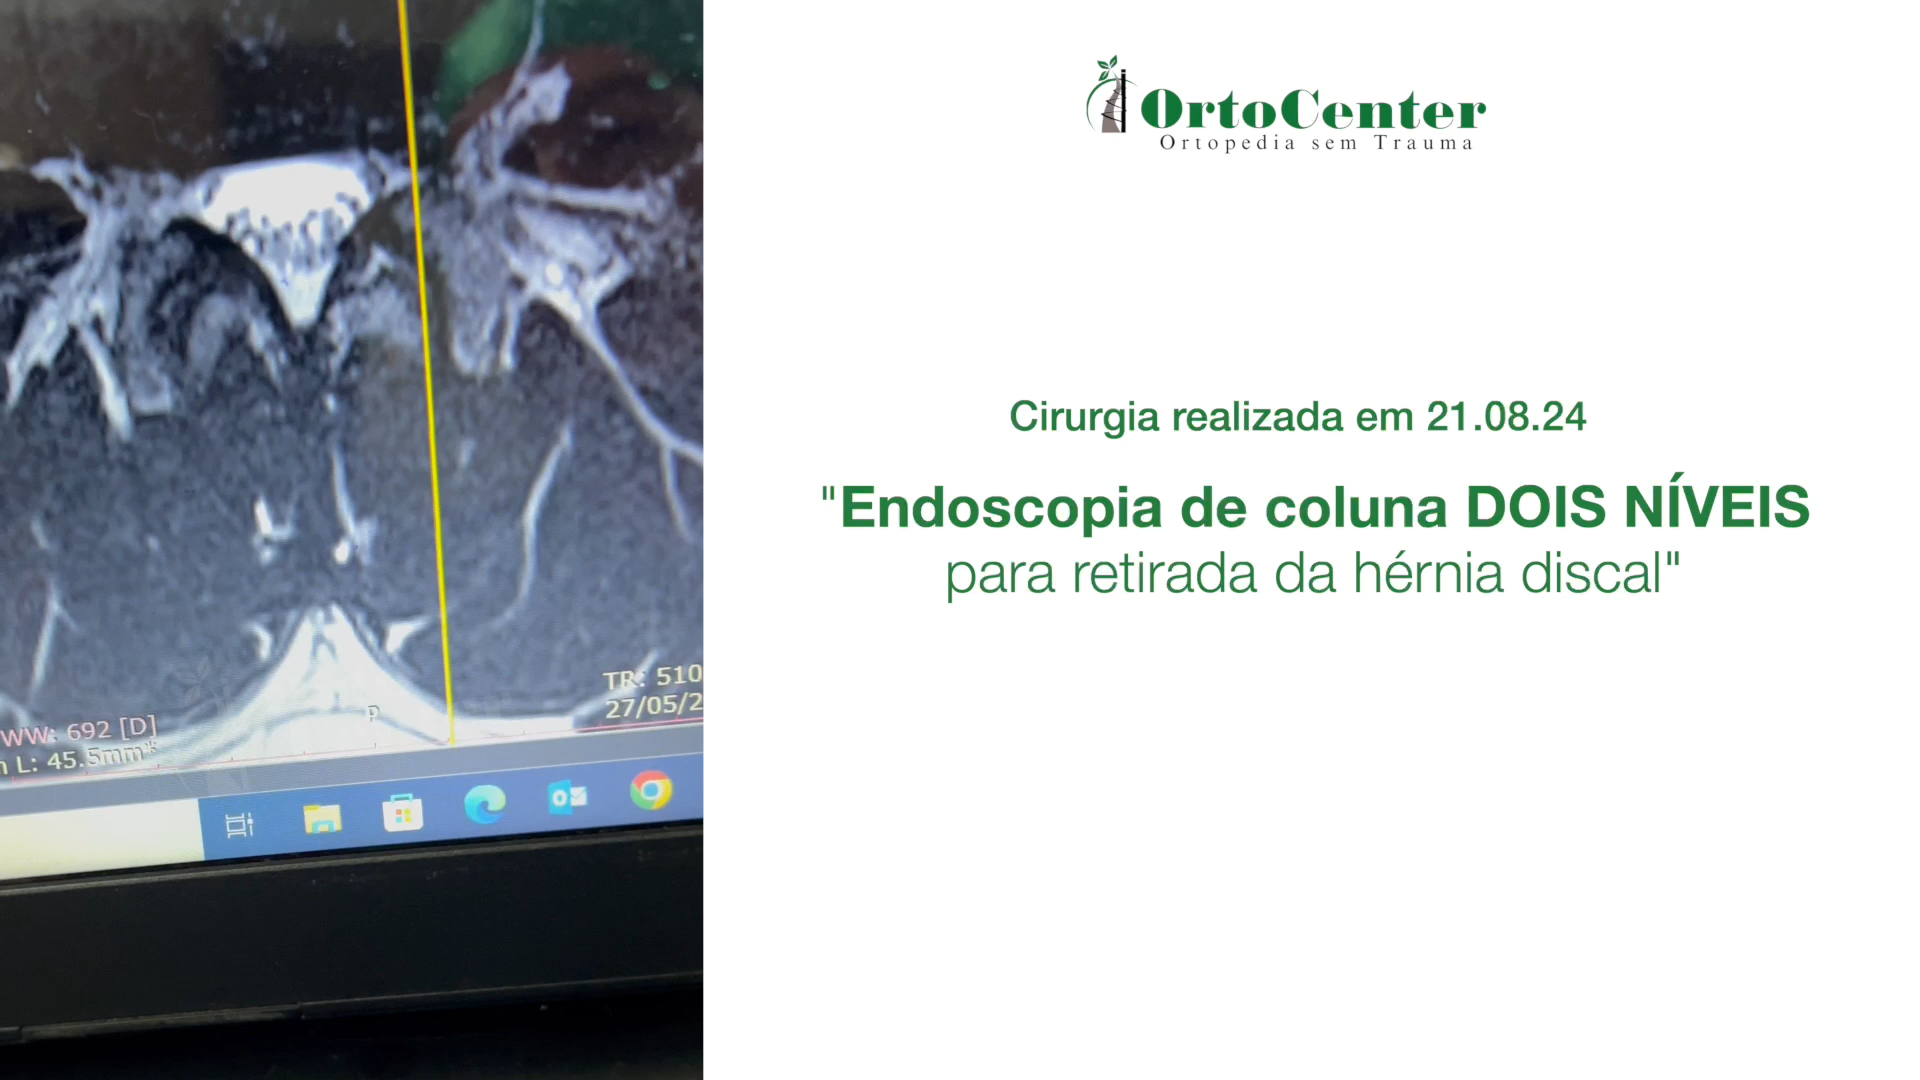 OrtoCenter
Ortopedia sem Trauma
Cirurgia realizada em 21.08.24
"Endoscopia de coluna DOIS NÍVEIS
para retirada da hérnia discal"
TR: 510
27/05/2
P
WW: 692 [D]
L: 45.5mm*